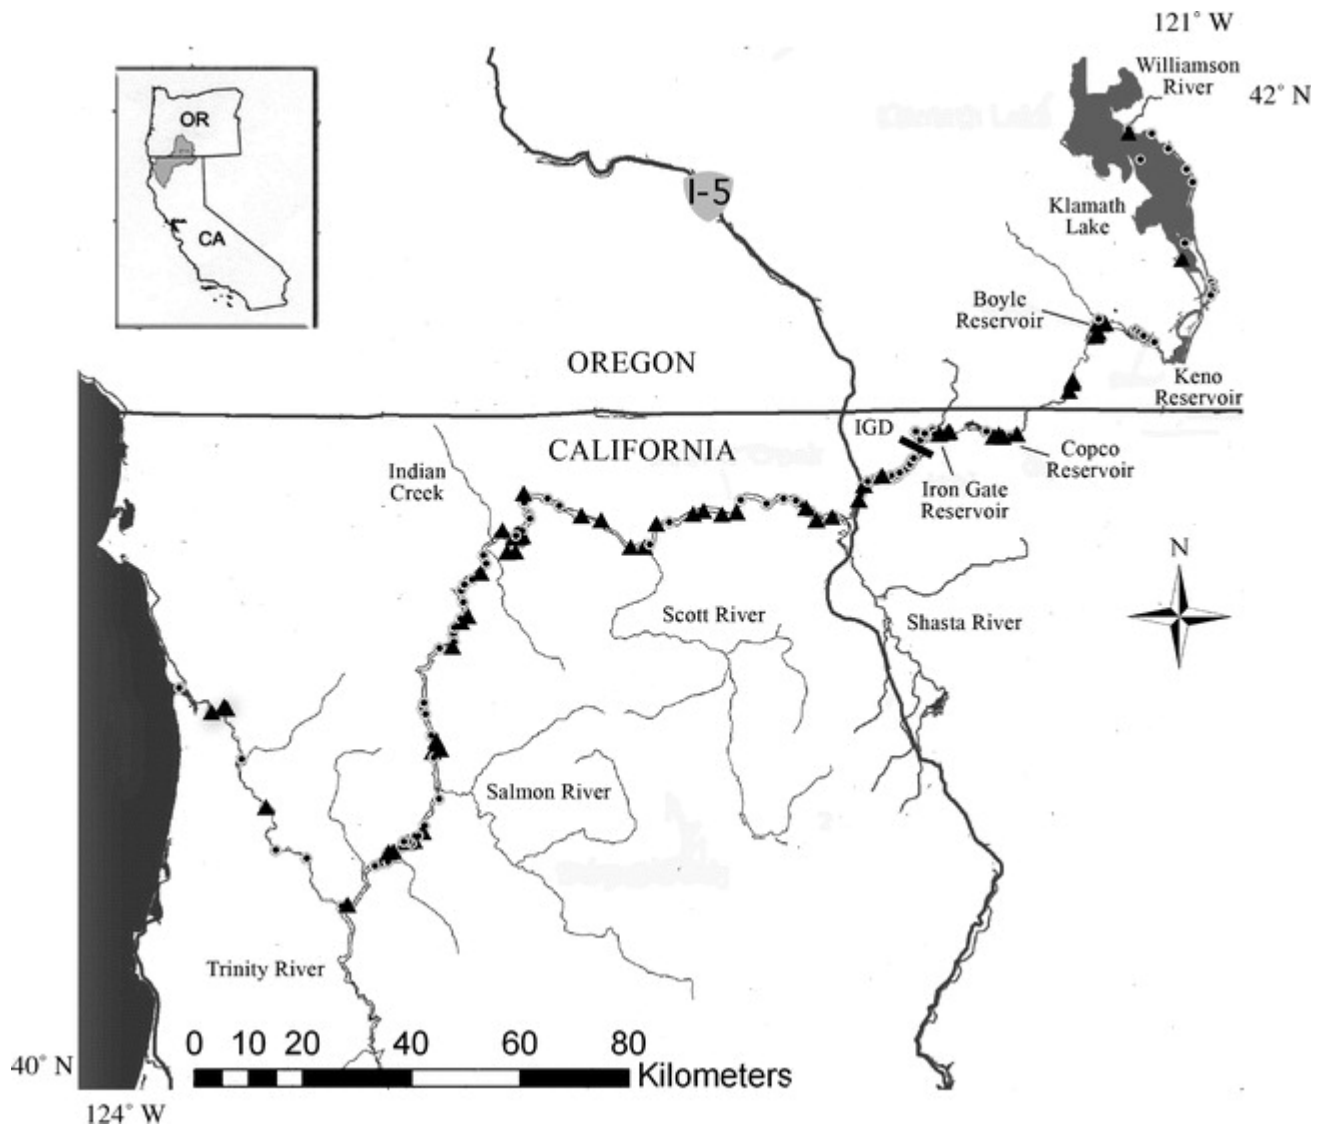 121° W
Williamson
River
42° N
OR
I-5
Klamath
Lake
CA
Boyle
Reservoir
OREGON
Keno
Reservoir
IGD
CALIFORNIA
Copco
Reservoir
Indian
Creek
Iron Gate
Reservoir
N
Scott River
Shasta River
Salmon River
Trinity River
0 10 20 40 60 80
Kilometers
40° N
124° W